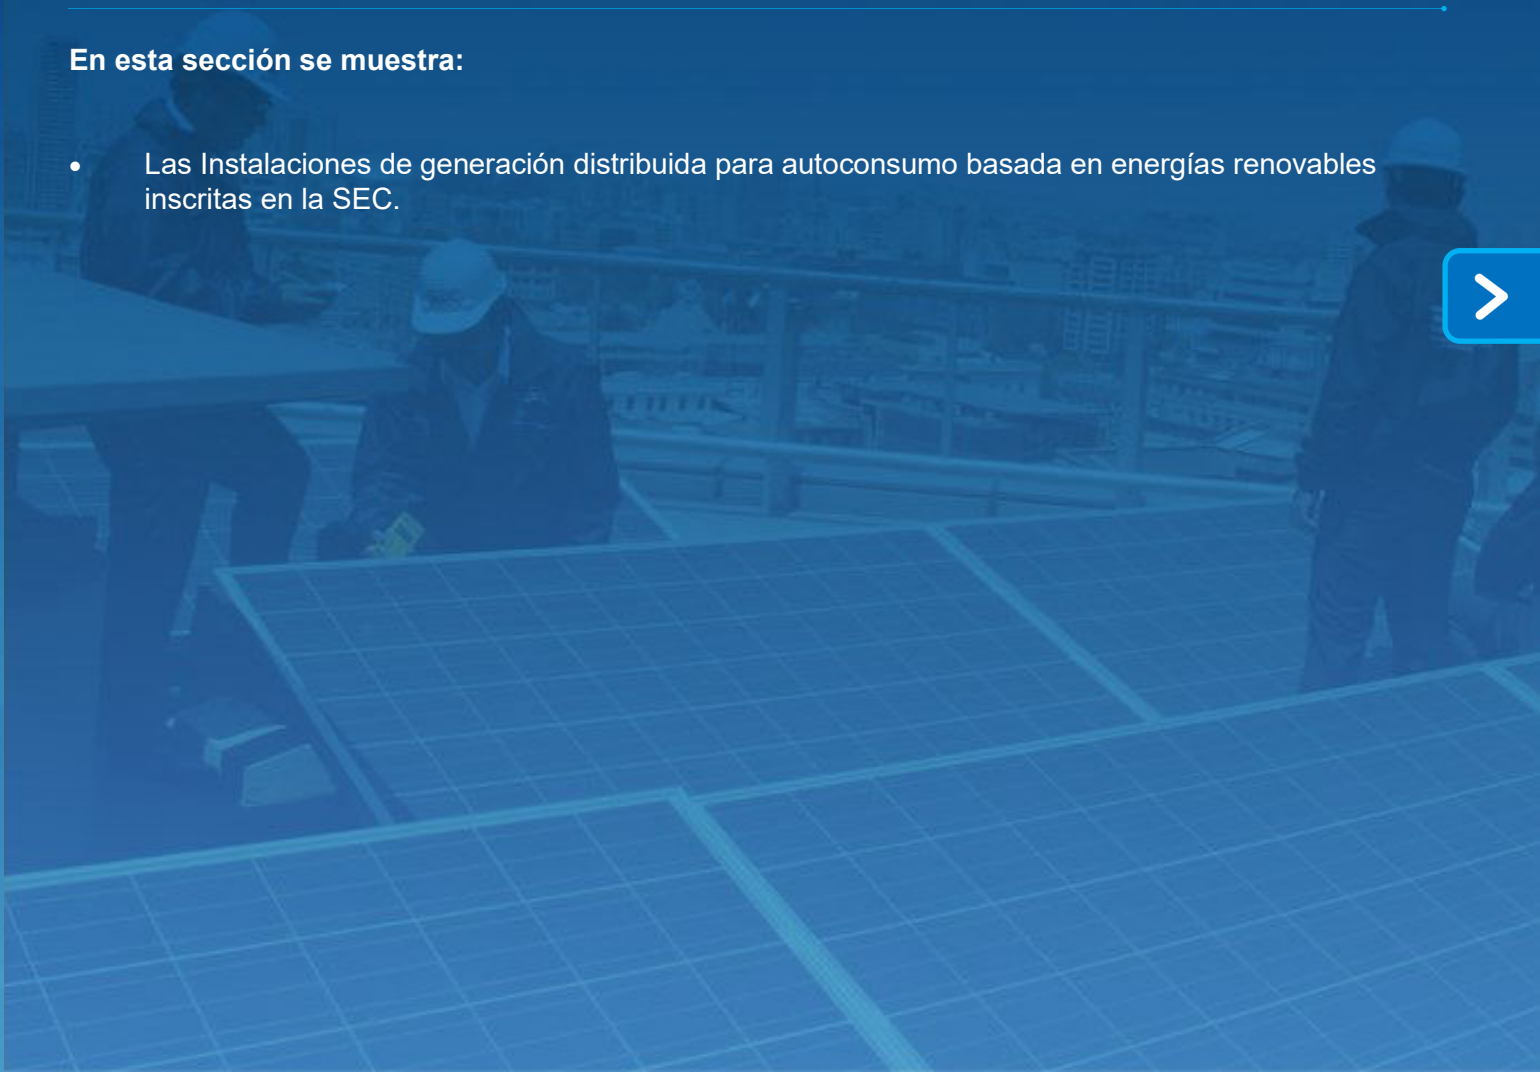 En esta sección se muestra:
• Las Instalaciones de generación distribuida para autoconsumo basada en energías renovables
inscritas en la SEC.